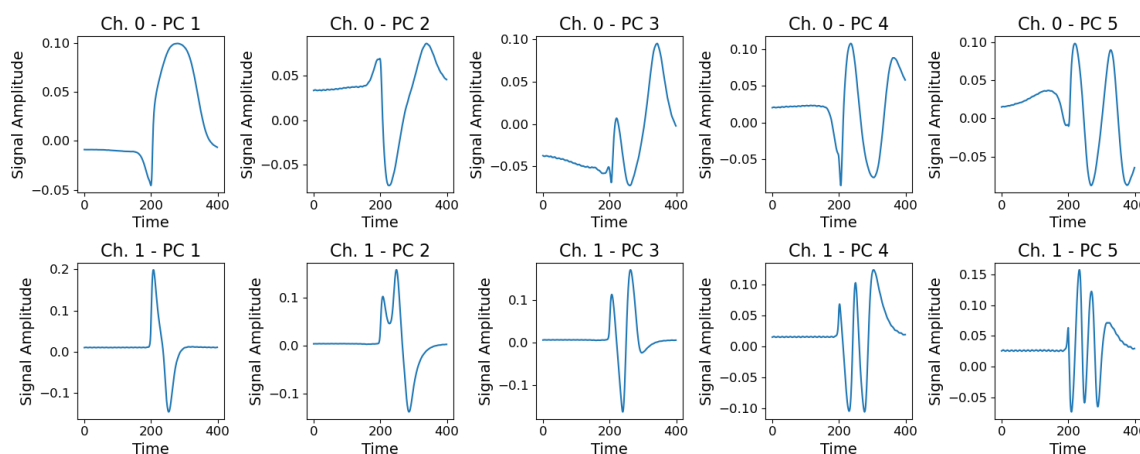 Ch. 0 - PC 1
Signal Amplitude
0.10
0.05
0.00
−0.05
0
200
400
Time
Ch. 0 - PC 2
Signal Amplitude
0.05
0.00
−0.05
0
200
400
Time
Ch. 0 - PC 3
Signal Amplitude
0.10
0.05
0.00
−0.05
0
200
400
Time
Ch. 0 - PC 4
Signal Amplitude
0.10
0.05
0.00
−0.05
0
200
400
Time
Ch. 0 - PC 5
Signal Amplitude
0.10
0.05
0.00
−0.05
0
200
400
Time
Ch. 1 - PC 1
Signal Amplitude
0.2
0.1
0.0
−0.1
0
200
400
Time
Ch. 1 - PC 2
Signal Amplitude
0.1
0.0
−0.1
0
200
400
Time
Ch. 1 - PC 3
Signal Amplitude
0.1
0.0
−0.1
0
200
400
Time
Ch. 1 - PC 4
Signal Amplitude
0.10
0.05
0.00
−0.05
−0.10
0
200
400
Time
Ch. 1 - PC 5
Signal Amplitude
0.15
0.10
0.05
0.00
−0.05
0
200
400
Time